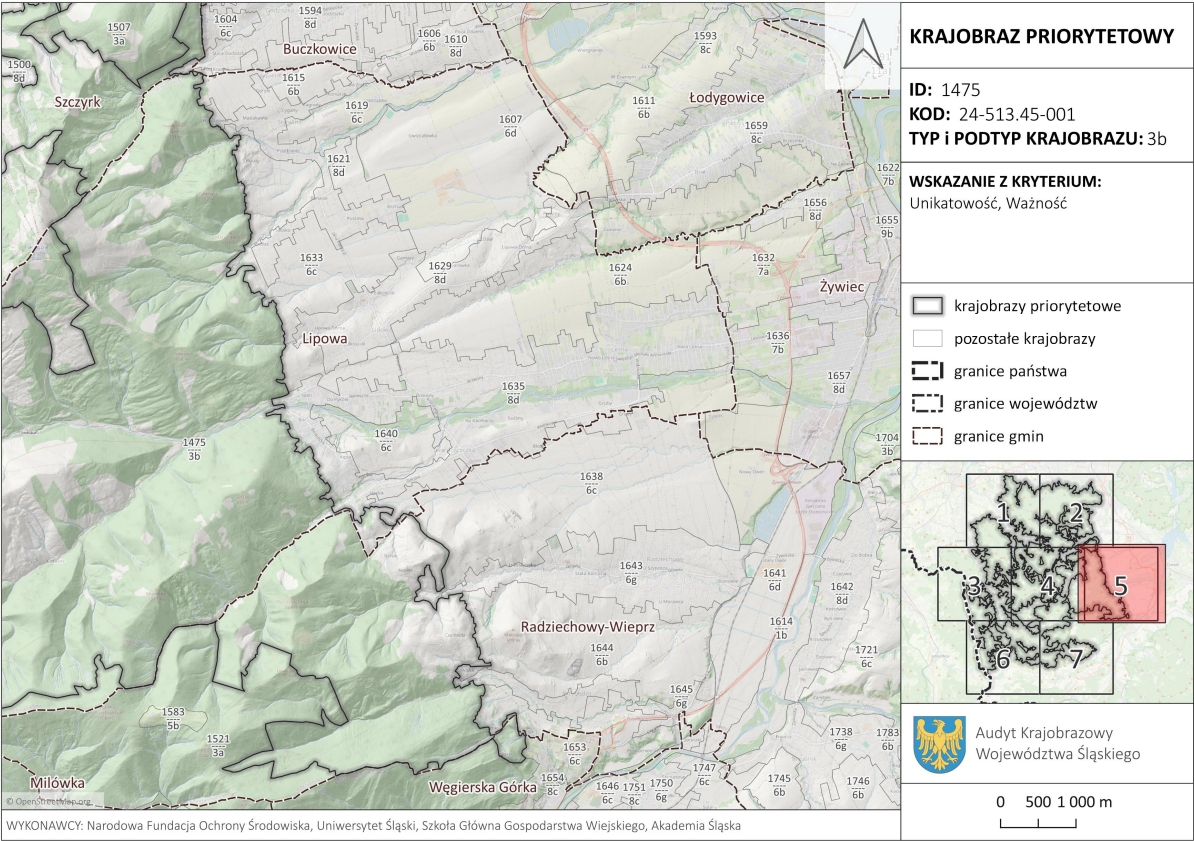 1507
3a
1604
6c
1594
8d
1606
6b
1610
8d
1593
8c
1500
8d
Buczkowice
Szczyrk
1615
6b
1619
6c
1607
6d
1611
6b
Łodygowice
1659
8c
1621
8d
1622
7b
1656
8d
1655
9b
1633
6c
1629
8d
1624
6b
1632
7a
Żywiec
Lipowa
1636
7b
1657
8d
1635
8d
1640
6c
1475
3b
1704
3b
1638
6c
1643
6g
1641
6d
1642
8d
1614
1b
Radziechowy-Wieprz
1644
6b
1721
6c
1645
6g
1583
5b
1521
3a
1653
6c
1738
6g
1783
6b
Milówka
Węgierska Górka
1654
8c
1646
6c
1751
8c
1750
6g
1747
6c
1745
6b
1746
6b
© OpenStreetMap.org
WYKONAWCY: Narodowa Fundacja Ochrony Środowiska, Uniwersytet Śląski, Szkoła Główna Gospodarstwa Wiejskiego, Akademia Śląska
KRAJOBRAZ PRIORYTETOWY
ID: 1475
KOD: 24-513.45-001
TYP i PODTYP KRAJOBRAZU: 3b
WSKAZANIE Z KRYTERIUM:
Unikatowość, Ważność
krajobrazy priorytetowe
pozostałe krajobrazy
granice państwa
granice województw
granice gmin
1
2
3
4
5
6
7
Audyt Krajobrazowy
Województwa Śląskiego
0 500 1 000 m